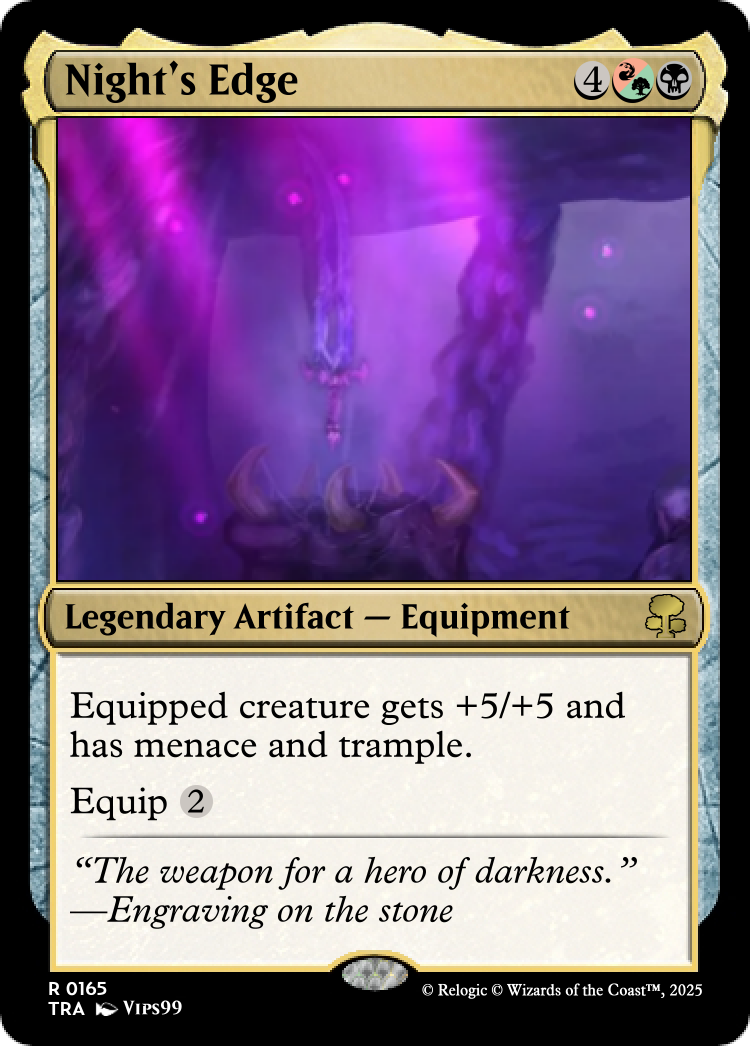 Night's Edge 4
Legendary Artifact — Equipment
Equipped creature gets +5/+5 and
has menace and trample.
Equip 2
“The weapon for a hero of darkness.”
—Engraving on the stone
R 0165
TRA Vips99
© Relogic © Wizards of the Coast™, 2025